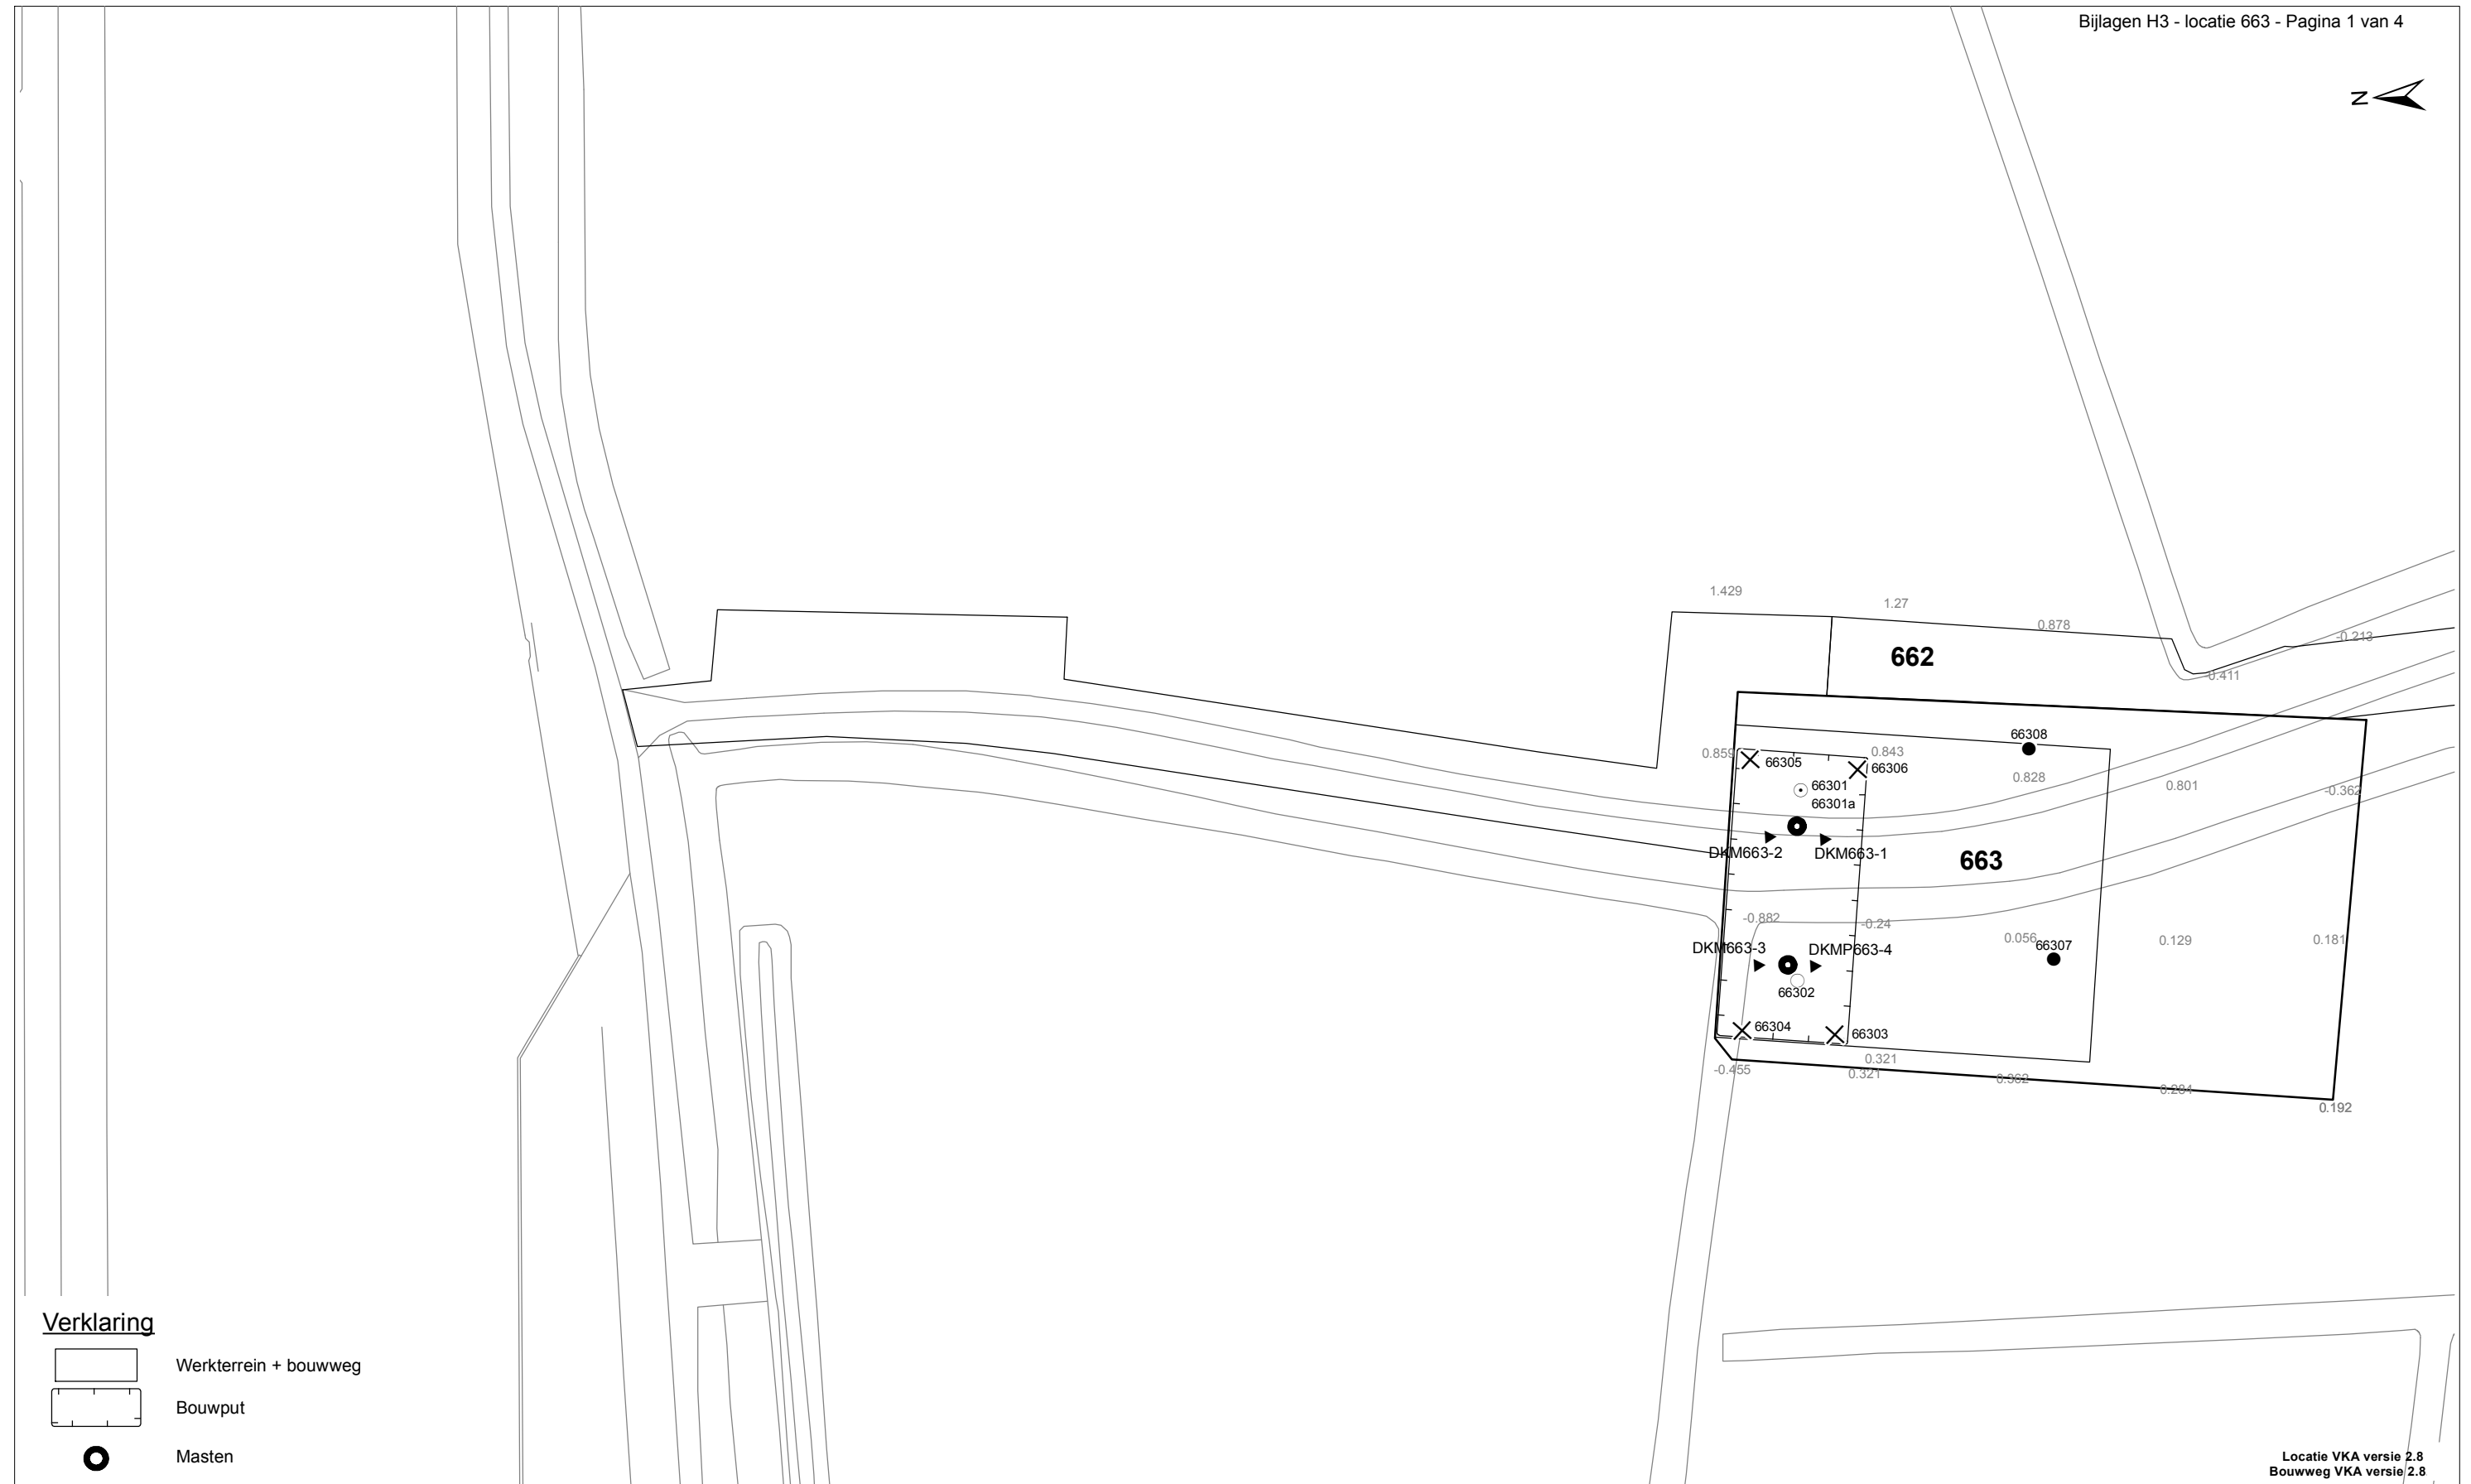 Bijlagen H3 - locatie 663 - Pagina 1 van 4
N
1.429
1.27
0.878
-0.213
662
-0.411
66308
0.859
0.843
66305
66306
0.828
66301
0.801
-0.362
66301a
DKM663-2
DKM663-1
663
-0.882
-0.24
0.056
0.129
0.181
66307
DKM663-3
DKMP663-4
66302
66304
66303
0.321
-0.455
0.321
0.362
0.284
0.192
Verklaring
Werkterrein + bouwweg
Bouwput
Masten
Locatie VKA versie 2.8
Bouwweg VKA versie 2.8